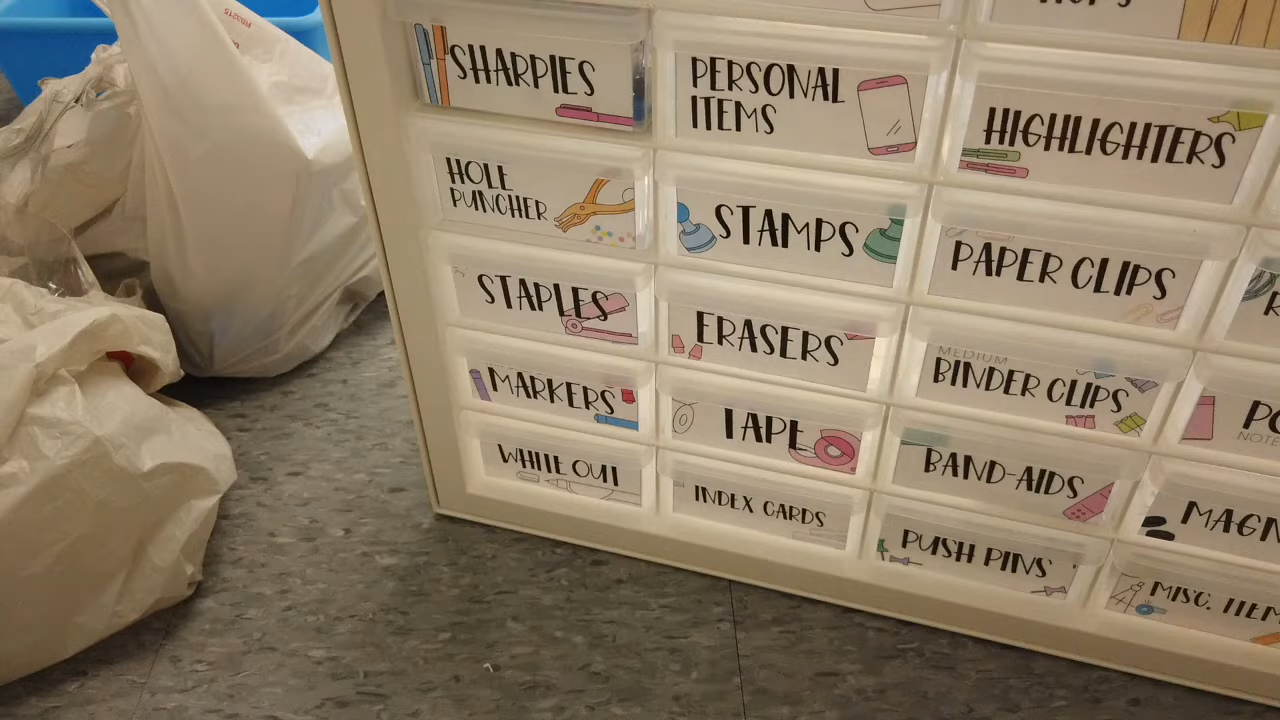 SHARPIES
PERSONAL
ITEMS
HIGHLIGHTERS
HOLE
PUNCHER
STAMPS
PAPER CLIPS
STAPLES
ERASERS
MEDIUM
BINDER CLIPS
MARKERS
TAPE
BAND-AIDS
WHITE OUT
INDEX CARDS
PUSH PINS
MISC.